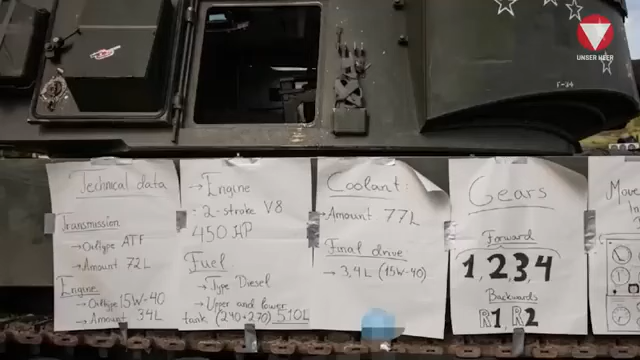 UNSER HEER
Technical data
Transmission
→ Oiltype ATF
→ Amount 72L
Engine
→ Oiltype 15W-40
→ Amount 34L
→ Engine
: 2-stroke V8
450 HP
Fuel
→ Type Diesel
→ Upper and lower
tank (240+270) 510L
Coolant:
→ Amount 77L
Final drive
→ 3,4L (15W-40)
Gears
Forward
1,2,3,4
Backwards
R1, R2